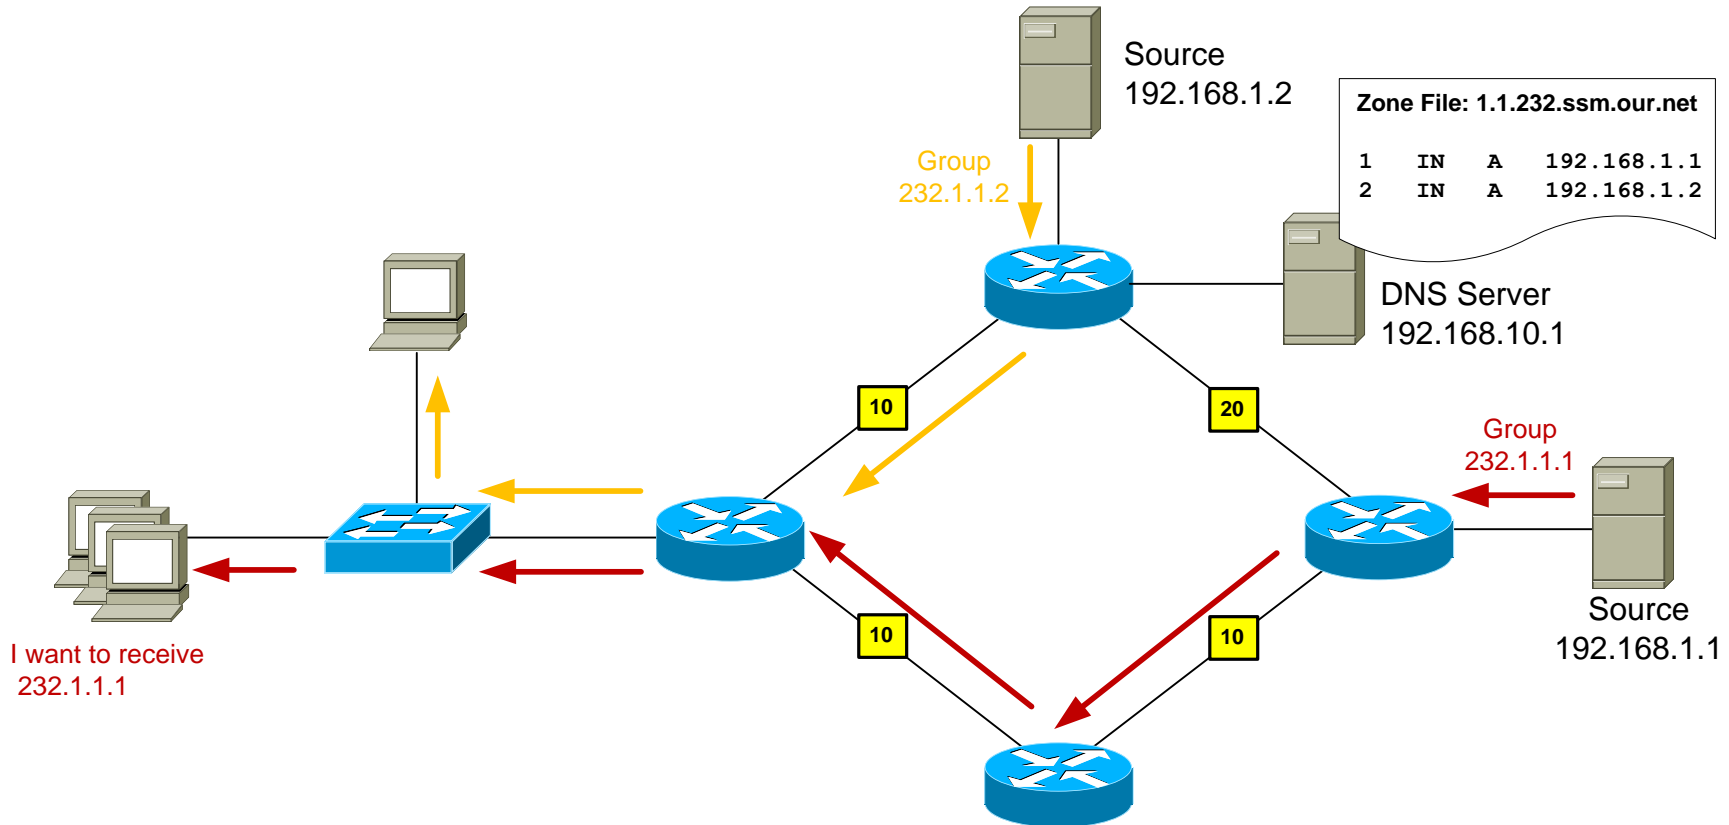 Source
192.168.1.2
Zone File: 1.1.232.ssm.our.net
1 IN A 192.168.1.1
2 IN A 192.168.1.2
Group
232.1.1.2
DNS Server
192.168.10.1
10
20
Group
232.1.1.1
10
10
Source
192.168.1.1
I want to receive
232.1.1.1